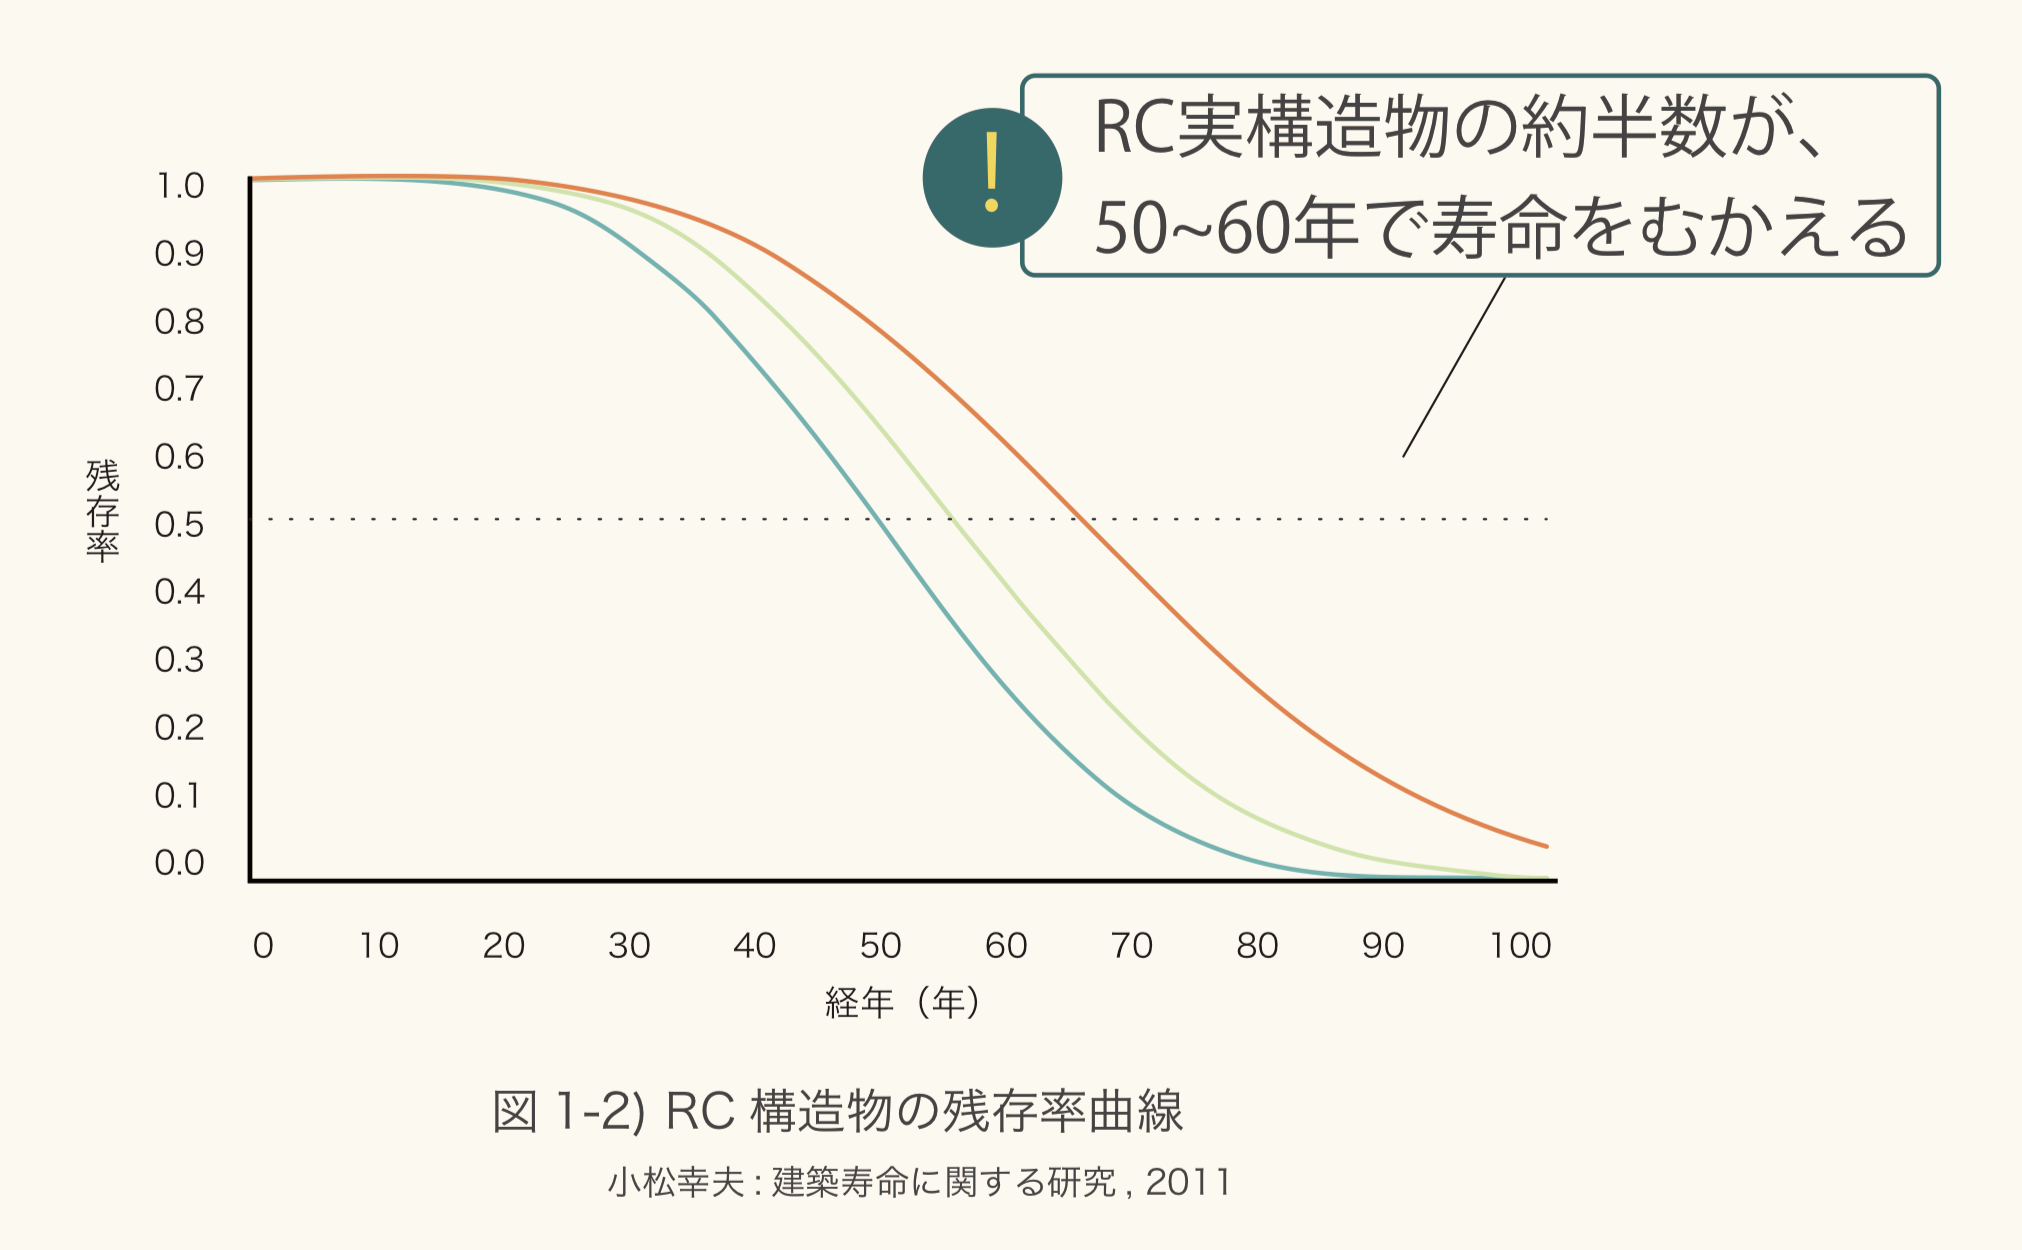 RC実構造物の約半数が、
50~60年で寿命をむかえる
!
1.0
0.9
0.8
0.7
0.6
0.5
0.4
0.3
0.2
0.1
0.0
残存率
0 10 20 30 40 50 60 70 80 90 100
経年（年）
図 1-2) RC 構造物の残存率曲線
小松幸夫 : 建築寿命に関する研究 , 2011